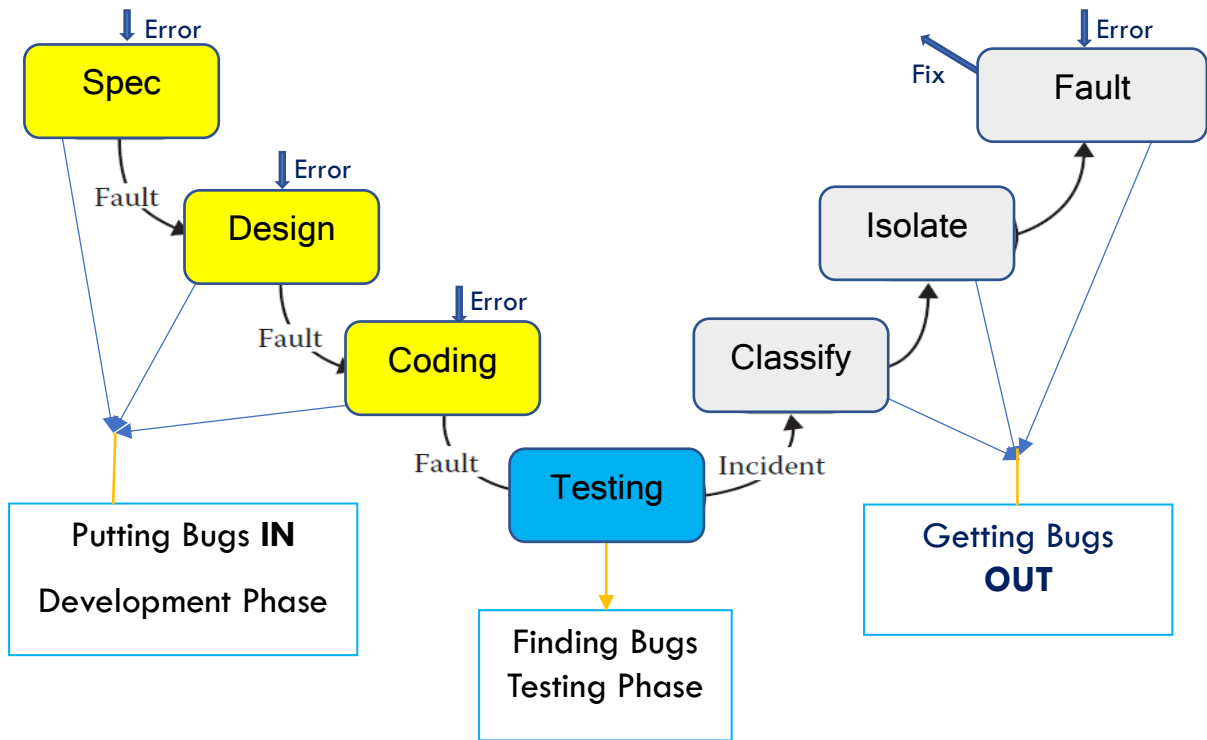 Error
Error
Spec
Fix
Fault
Error
Fault
Design
Isolate
Error
Fault
Coding
Classify
Fault
Testing
Incident
Putting Bugs IN
Development Phase
Finding Bugs
Testing Phase
Getting Bugs
OUT